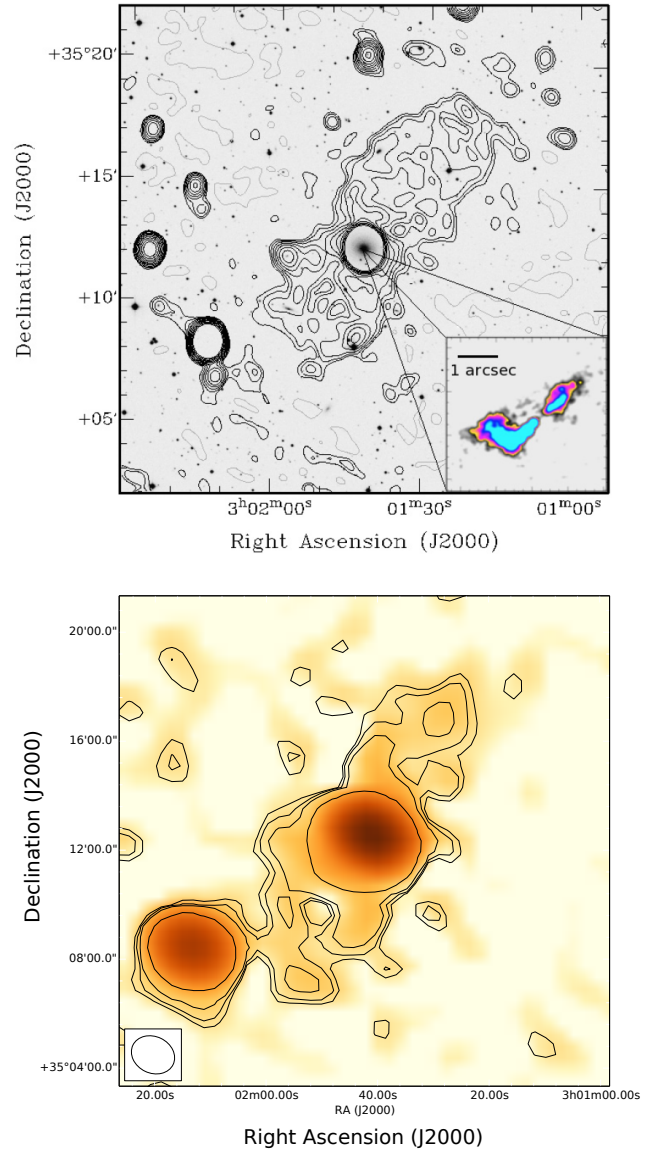 +35°20′
+15′
+10′
+05′
Declination (J2000)
1 arcsec
3ʰ02ᵐ00ˢ
01ᵐ30ˢ
01ᵐ00ˢ
Right Ascension (J2000)
20'00.0"
16'00.0"
12'00.0"
08'00.0"
+35°04'00.0"
Declination (J2000)
20.00s
02m00.00s
40.00s
20.00s
3h01m00.00s
RA (J2000)
Right Ascension (J2000)